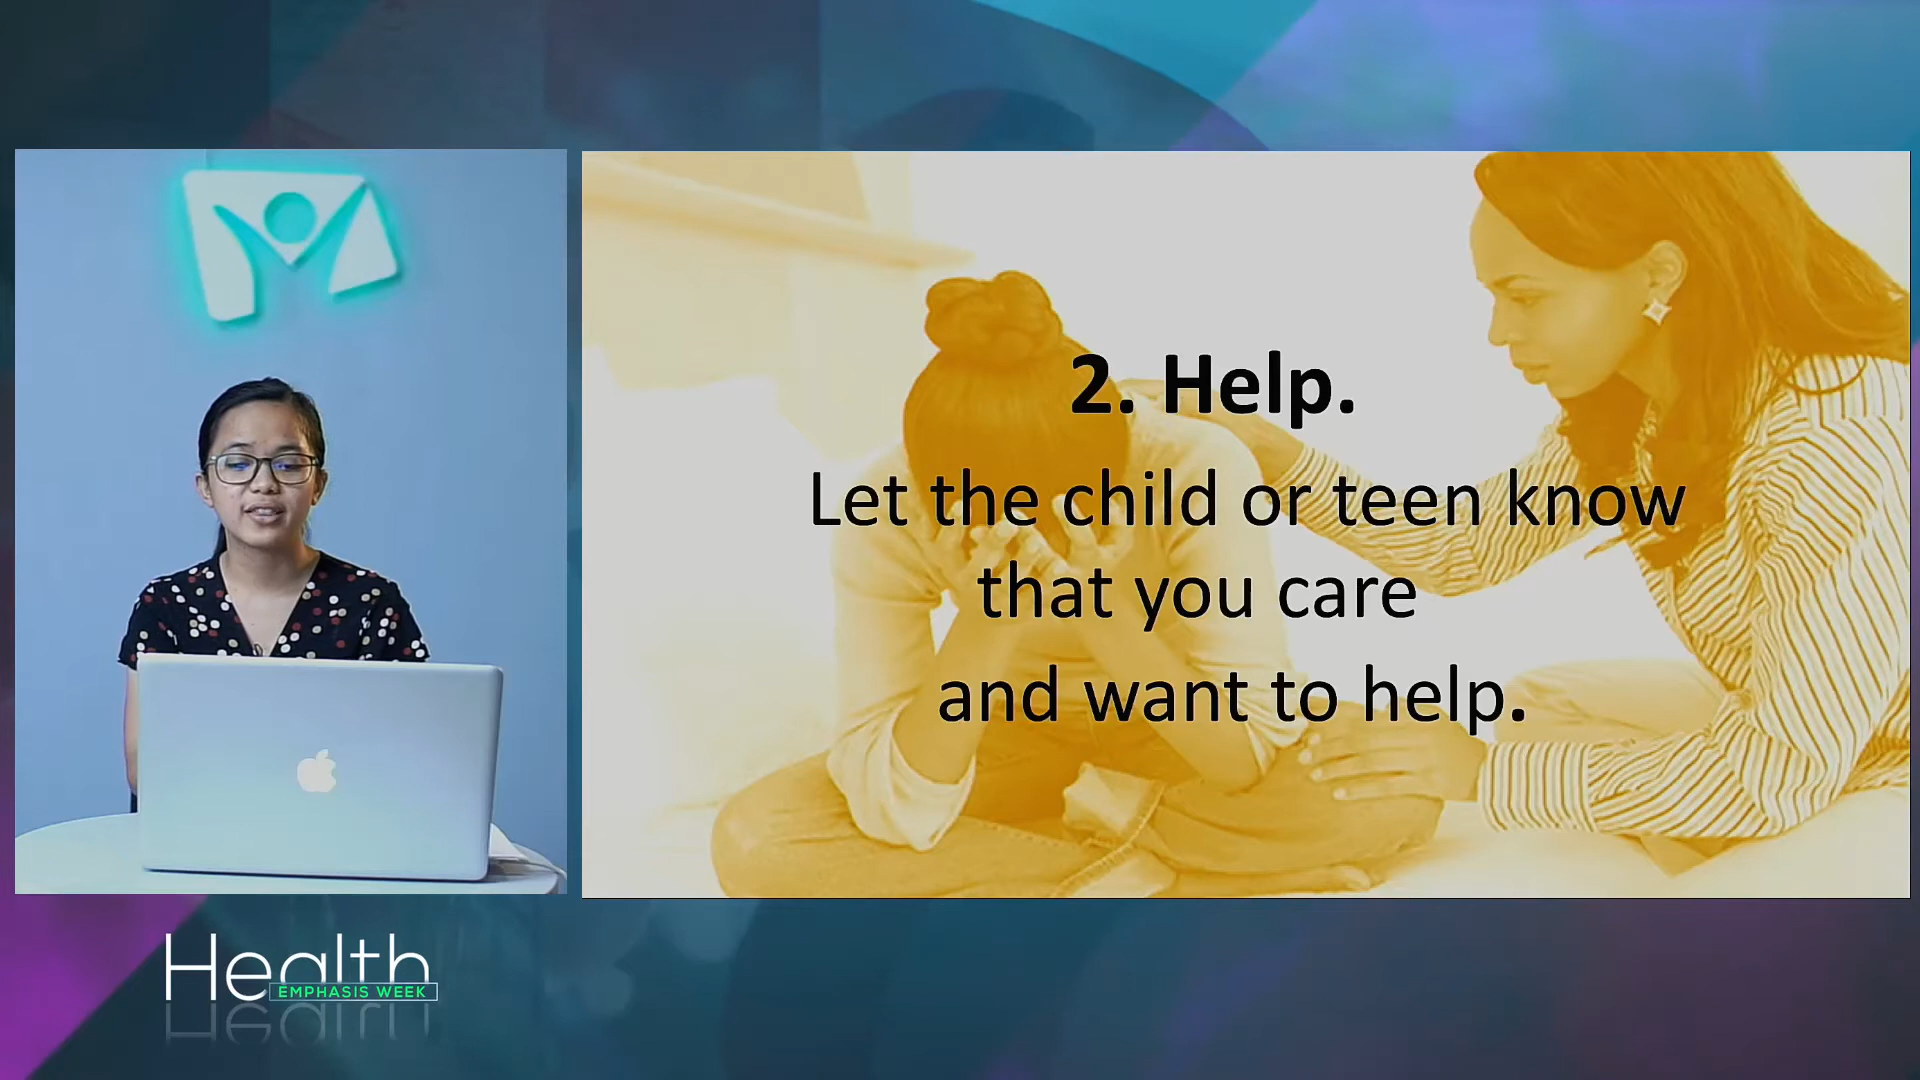 2. Help.
Let the child or teen know
that you care
and want to help.
Health
EMPHASIS WEEK